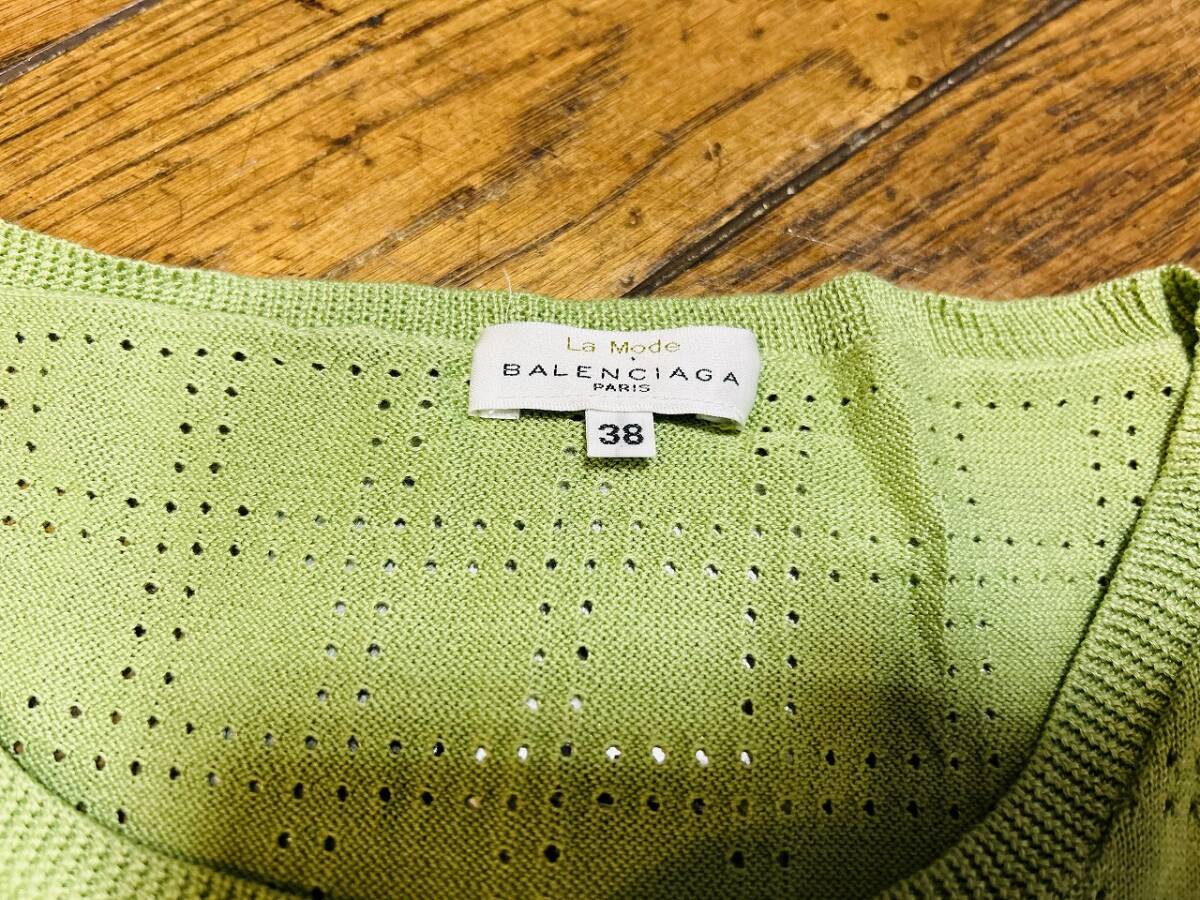 La Mode
BALENCIAGA
PARIS
38